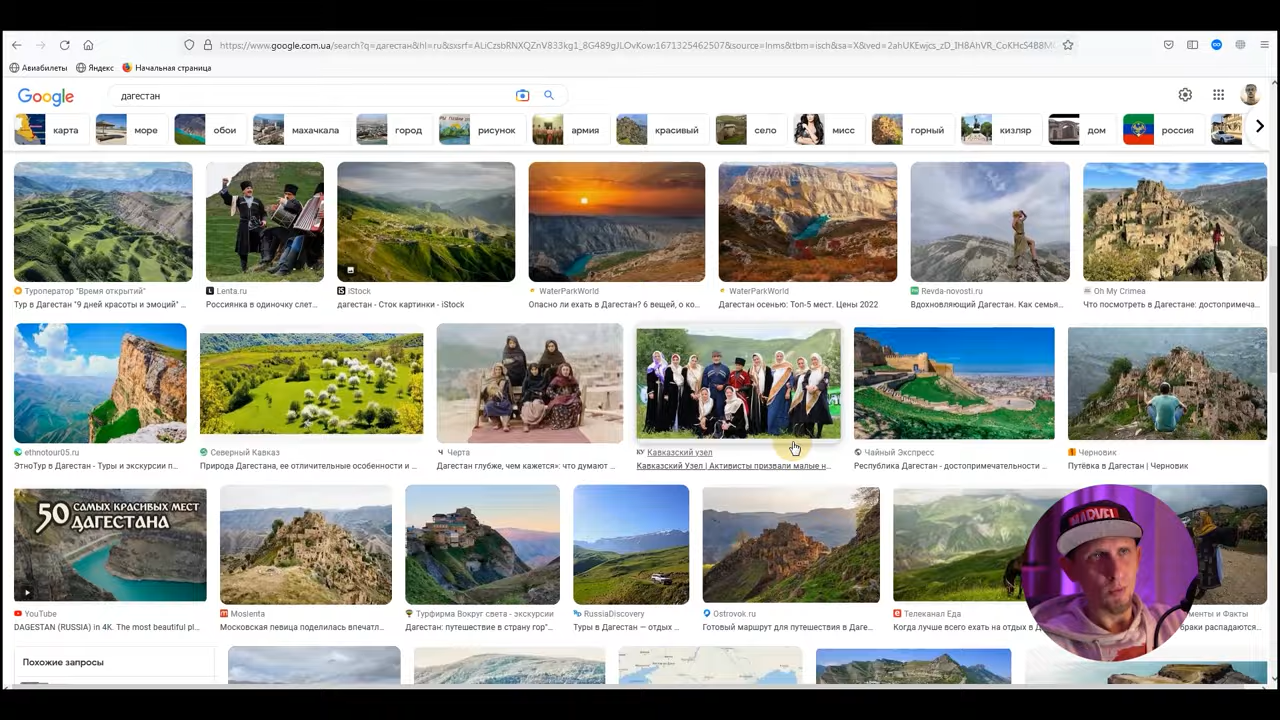 https://www.google.com.ua/search?q=дагестан&hl=ru&sxsrf=ALiCzsbRNXQZnV833kg1_8G489gJLOvKow:1671325462507&source=lnms&tbm=isch&sa=X&ved=2ahUKEwjcs_zD_IH8AhVR_CoKHcS4B8M
Авиабилеты Яндекс Начальная страница
Google дагестан
карта море обои махачкала город рисунок армия красивый село мисс горный кизляр дом россия
Туроператор "Время открытий" Lenta.ru iStock WaterParkWorld WaterParkWorld Revda-novosti.ru Oh My Crimea
Тур в Дагестан "9 дней красоты и эмоций" ... Россиянка в одиночку слет... дагестан - Сток картинки - iStock Опасно ли ехать в Дагестан? 6 вещей, о ко... Дагестан осенью: Топ-5 мест. Цены 2022 Вдохновляющий Дагестан. Как семья... Что посмотреть в Дагестане: достопримеча...
ethnotour05.ru Северный Кавказ Черта Кавказский узел Чайный Экспресс Черновик
ЭтноТур в Дагестан - Туры и экскурсии п... Природа Дагестана, ее отличительные особенности и ... Дагестан глубже, чем кажется»: что думают ... Кавказский Узел | Активисты призвали малые н... Республика Дагестан - достопримечательности ... Путёвка в Дагестан | Черновик
50 САМЫХ КРАСИВЫХ МЕСТ
ДАГЕСТАНА
MARVEL
YouTube Moslenta Турфирма Вокруг света - экскурсии RussiaDiscovery Ostrovok.ru Телеканал Еда менты и Факты
DAGESTAN (RUSSIA) in 4K. The most beautiful pl... Московская певица поделилась впечатл... Дагестан: путешествие в страну гор" ... Туры в Дагестан — отдых ... Готовый маршрут для путешествия в Даге... Когда лучше всего ехать на отдых в Д браки распадаются...
Похожие запросы